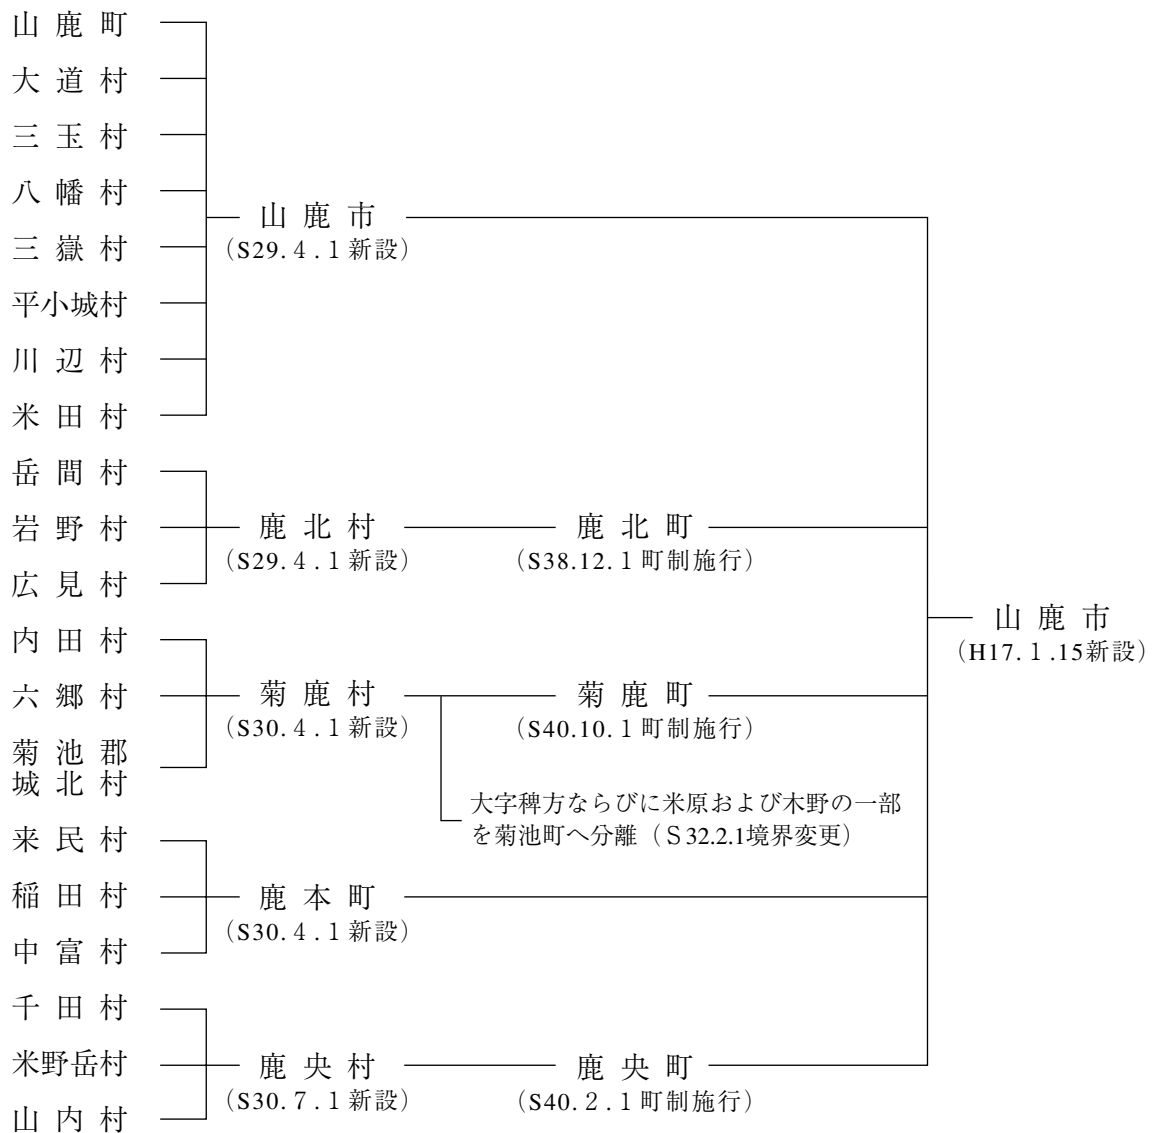 山鹿町
大道村
三玉村
八幡村
三嶽村
平小城村
川辺村
米田村
山鹿市
（S29.４.１新設）
岳間村
岩野村
広見村
鹿北村
（S29.４.１新設）
鹿北町
（S38.12.１町制施行）
内田村
六郷村
菊池郡
城北村
菊鹿村
（S30.４.１新設）
菊鹿町
（S40.10.１町制施行）
大字稗方ならびに米原および木野の一部
を菊池町へ分離（Ｓ32.2.1境界変更）
来民村
稲田村
中富村
鹿本町
（S30.４.１新設）
千田村
米野岳村
山内村
鹿央村
（S30.７.１新設）
鹿央町
（S40.２.１町制施行）
山鹿市
（H17.１.15新設）